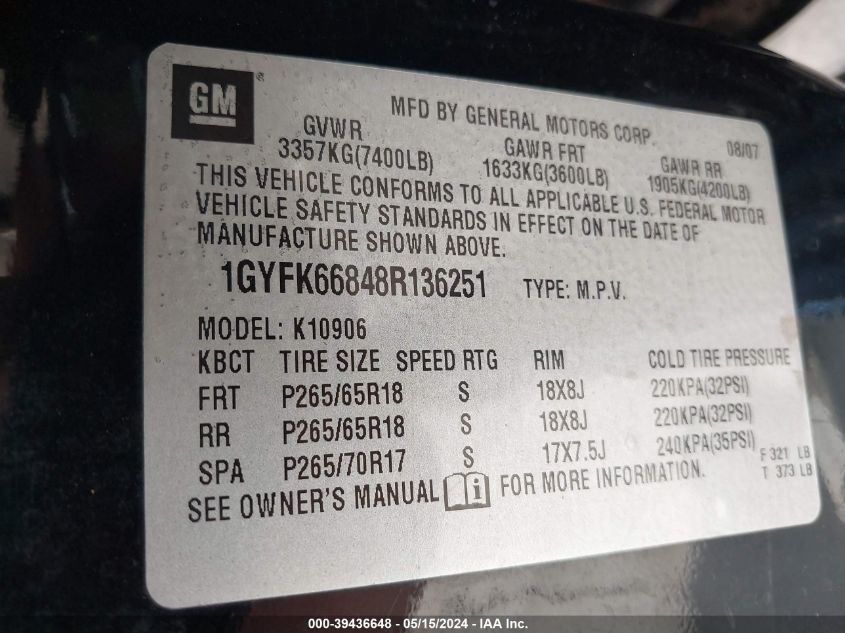 GM®
MFD BY GENERAL MOTORS CORP. 08/07
GVWR GAWR FRT GAWR RR
3357KG(7400LB) 1633KG(3600LB) 1905KG(4200LB)
THIS VEHICLE CONFORMS TO ALL APPLICABLE U.S. FEDERAL MOTOR
VEHICLE SAFETY STANDARDS IN EFFECT ON THE DATE OF
MANUFACTURE SHOWN ABOVE.
1GYFK66848R136251 TYPE: M.P.V.
MODEL: K10906
KBCT TIRE SIZE SPEED RTG RIM COLD TIRE PRESSURE
FRT P265/65R18 S 18X8J 220KPA(32PSI)
RR P265/65R18 S 18X8J 220KPA(32PSI)
SPA P265/70R17 S 17X7.5J 240KPA(35PSI) F 321 LB
T 373 LB
SEE OWNER'S MANUAL i FOR MORE INFORMATION.
000-39436648 - 05/15/2024 - IAA Inc.